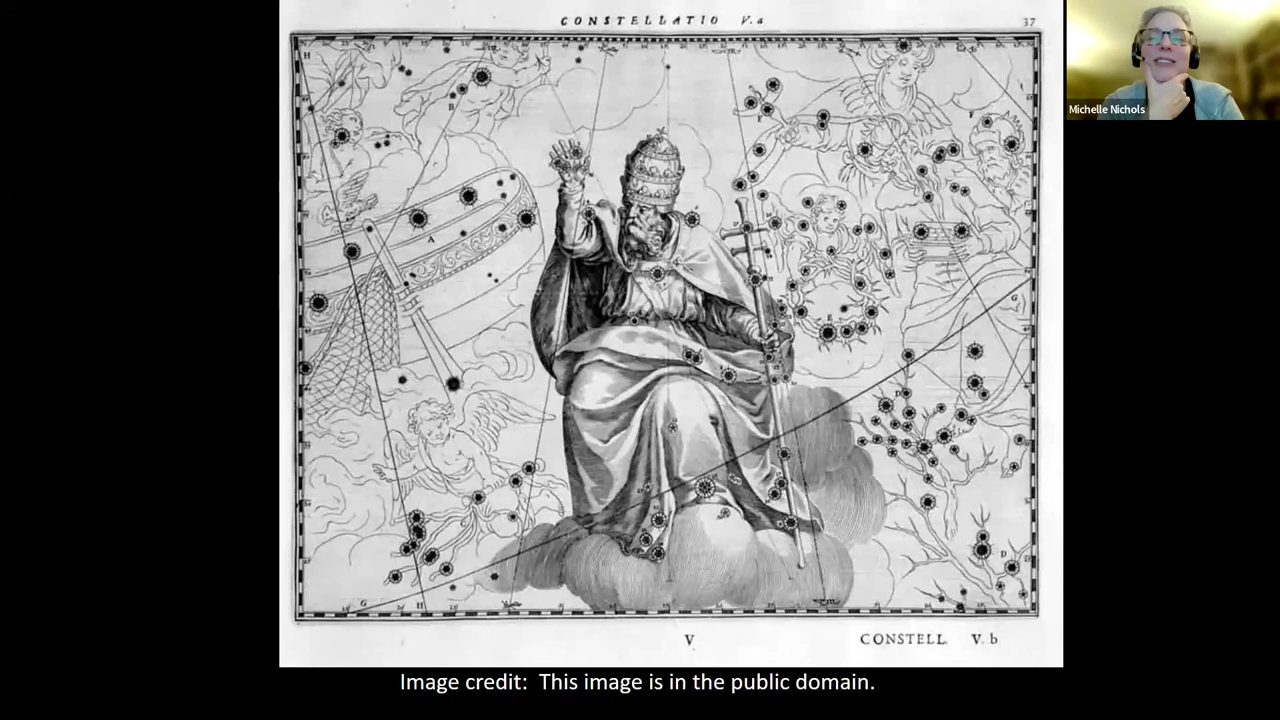 CONSTELLATIO V.a
37
Michelle Nichols
V
CONSTELL V. b
Image credit:  This image is in the public domain.